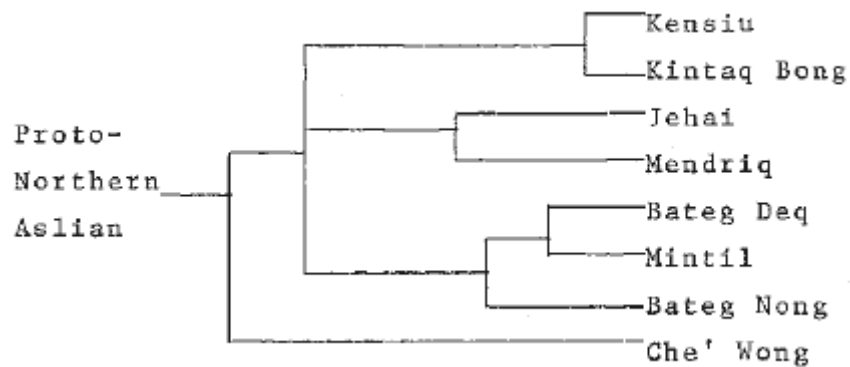 Kensiu
Kintaq Bong
Jehai
Mendriq
Proto-
Northern
Aslian
Bateg Deq
Mintil
Bateg Nong
Che' Wong